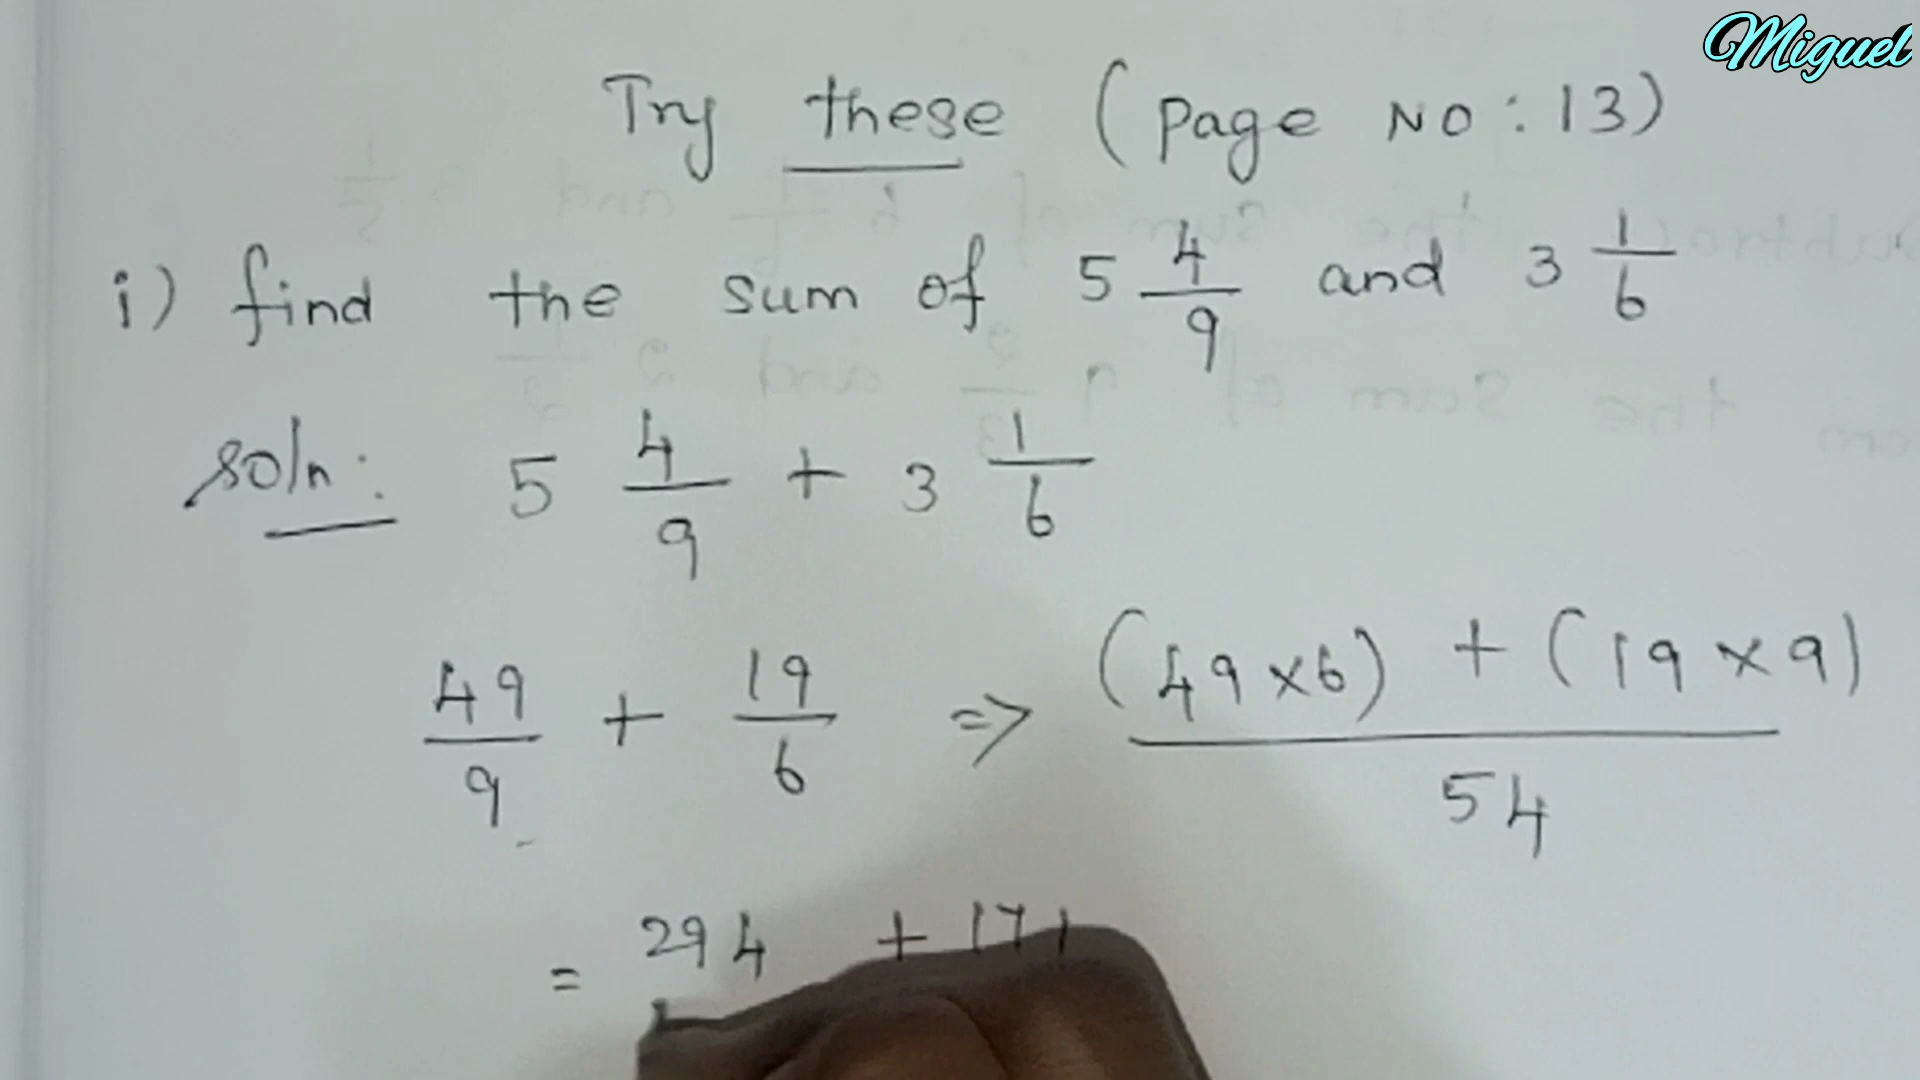 Miguel
Try these (Page NO: 13)
i) find the sum of 5 4/9 and 3 1/6
soln: 5 4/9 + 3 1/6
49/9 + 19/6 => (49×6) + (19×9)/54
= 294 + 171